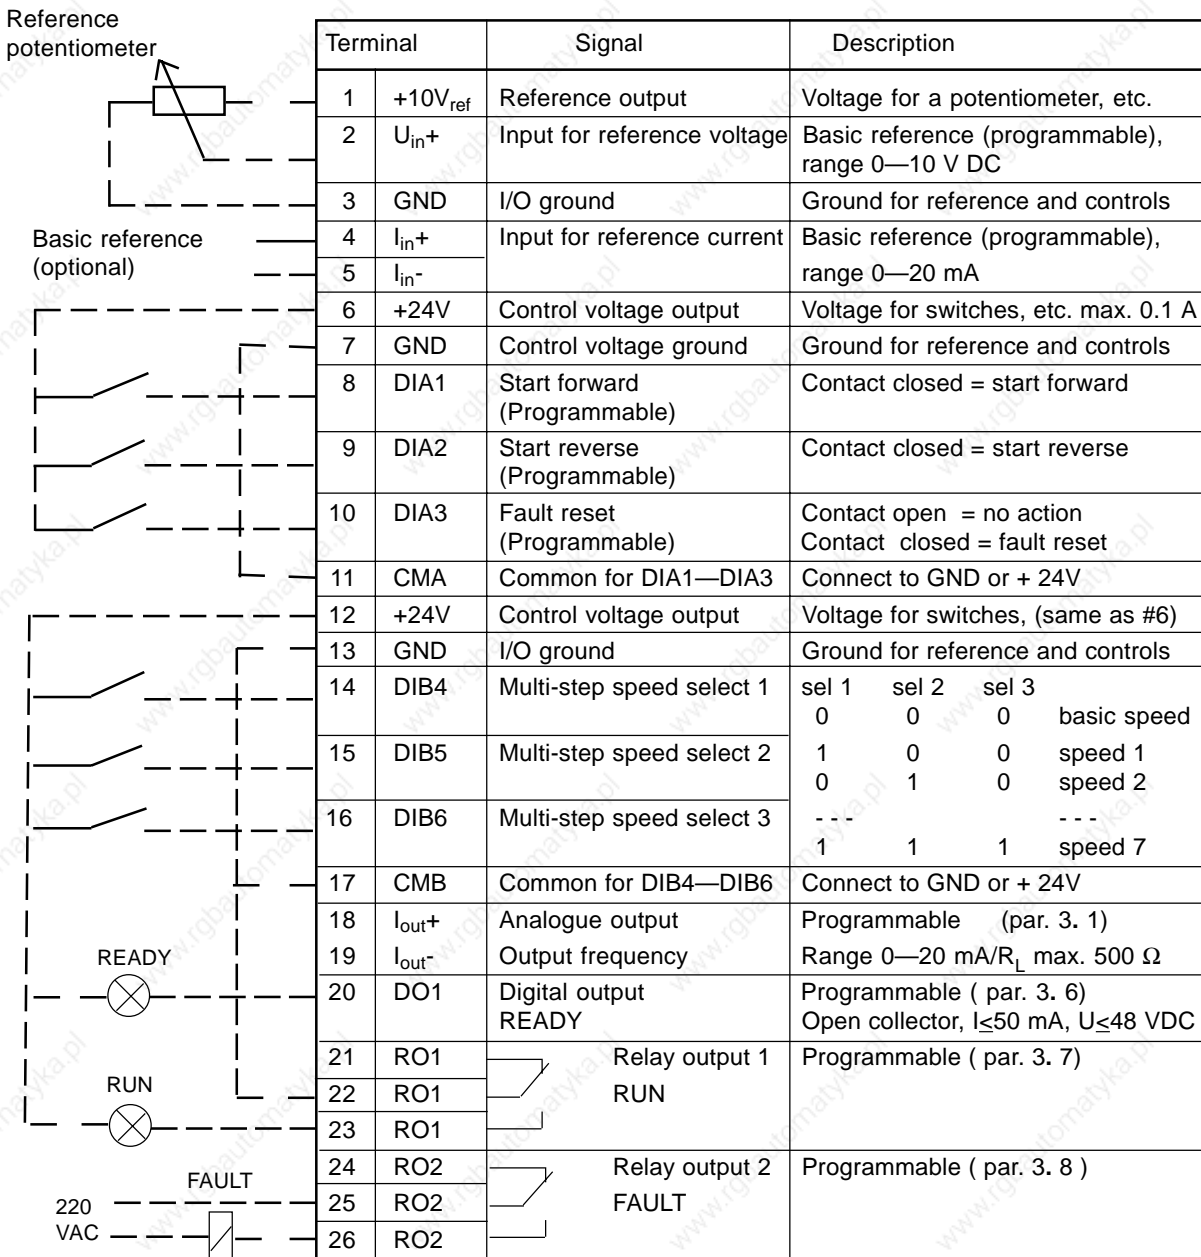 Reference
potentiometer
Terminal Signal Description
1 +10Vref Reference output Voltage for a potentiometer, etc.
2 Uin+ Input for reference voltage Basic reference (programmable),
range 0—10 V DC
3 GND I/O ground Ground for reference and controls
Basic reference
(optional)
4 Iin+ Input for reference current Basic reference (programmable),
5 Iin- range 0—20 mA
6 +24V Control voltage output Voltage for switches, etc. max. 0.1 A
7 GND Control voltage ground Ground for reference and controls
8 DIA1 Start forward Contact closed = start forward
(Programmable)
9 DIA2 Start reverse Contact closed = start reverse
(Programmable)
10 DIA3 Fault reset Contact open = no action
(Programmable) Contact closed = fault reset
11 CMA Common for DIA1—DIA3 Connect to GND or + 24V
12 +24V Control voltage output Voltage for switches, (same as #6)
13 GND I/O ground Ground for reference and controls
14 DIB4 Multi-step speed select 1 sel 1 sel 2 sel 3
0 0 0 basic speed
15 DIB5 Multi-step speed select 2 1 0 0 speed 1
0 1 0 speed 2
16 DIB6 Multi-step speed select 3 - - - - - -
1 1 1 speed 7
17 CMB Common for DIB4—DIB6 Connect to GND or + 24V
18 Iout+ Analogue output Programmable (par. 3. 1)
19 Iout- Output frequency Range 0—20 mA/RL max. 500 Ω
READY
20 DO1 Digital output Programmable ( par. 3. 6)
READY Open collector, I≤50 mA, U≤48 VDC
21 RO1 Relay output 1 Programmable ( par. 3. 7)
RUN
22 RO1 RUN
23 RO1
24 RO2 Relay output 2 Programmable ( par. 3. 8 )
FAULT
25 RO2 FAULT
220
VAC
26 RO2
www.rgbautomatyka.pl